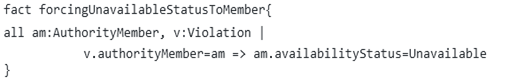 fact forcingUnavailableStatusToMember{
all am:AuthorityMember, v:Violation |
v.authorityMember=am => am.availabilityStatus=Unavailable
}